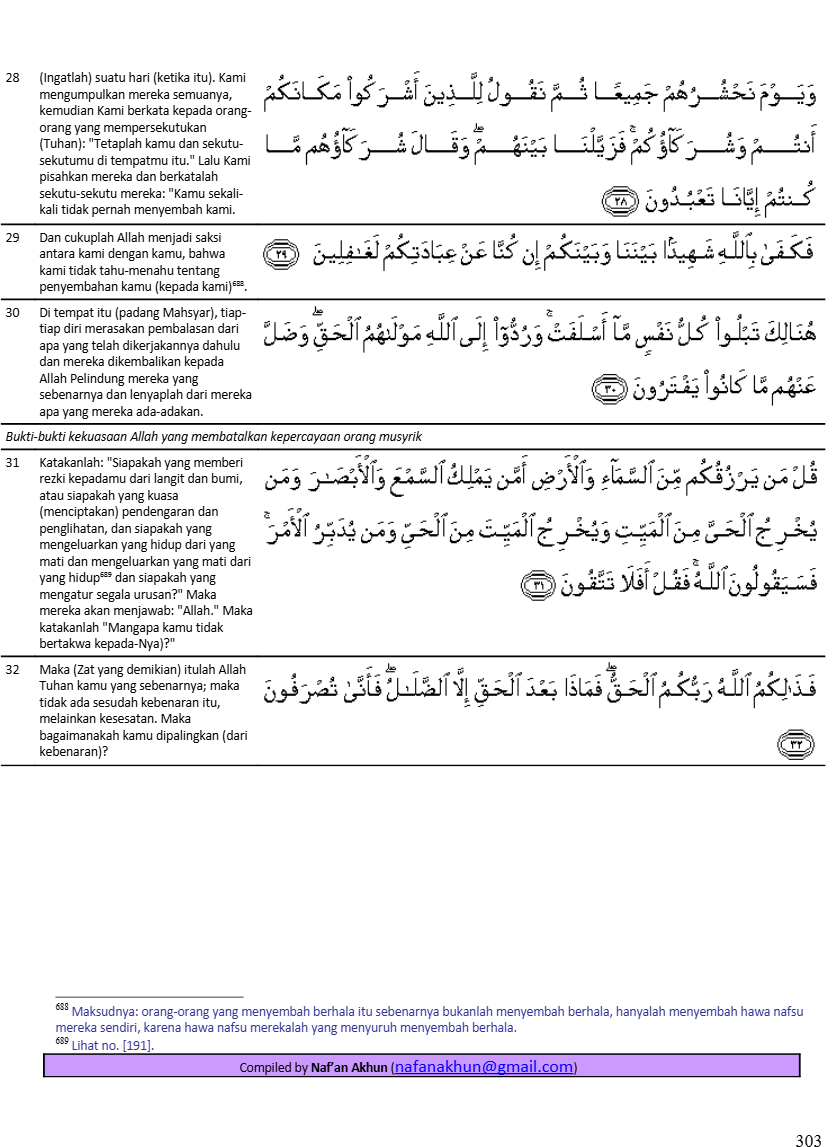 28 (Ingatlah) suatu hari (ketika itu). Kami
mengumpulkan mereka semuanya,
kemudian Kami berkata kepada orang-
orang yang mempersekutukan
(Tuhan): "Tetaplah kamu dan sekutu-
sekutumu di tempatmu itu." Lalu Kami
pisahkan mereka dan berkatalah
sekutu-sekutu mereka: "Kamu sekali-
kali tidak pernah menyembah kami.
وَيَوْمَ نَحْشُرُهُمْ جَمِيعًا ثُمَّ نَقُولُ لِلَّذِينَ أَشْرَكُوا۟ مَكَانَكُمْ
أَنتُمْ وَشُرَكَآؤُكُمْ ۚ فَزَيَّلْنَا بَيْنَهُمْ ۖ وَقَالَ شُرَكَآؤُهُم مَّا
كُنتُمْ إِيَّانَا تَعْبُدُونَ ﴿٢٨﴾
29 Dan cukuplah Allah menjadi saksi
antara kami dengan kamu, bahwa
kami tidak tahu-menahu tentang
penyembahan kamu (kepada kami)688.
فَكَفَىٰ بِٱللَّهِ شَهِيدًۢا بَيْنَنَا وَبَيْنَكُمْ إِن كُنَّا عَنْ عِبَادَتِكُمْ لَغَـٰفِلِينَ ﴿٢٩﴾
30 Di tempat itu (padang Mahsyar), tiap-
tiap diri merasakan pembalasan dari
apa yang telah dikerjakannya dahulu
dan mereka dikembalikan kepada
Allah Pelindung mereka yang
sebenarnya dan lenyaplah dari mereka
apa yang mereka ada-adakan.
هُنَالِكَ تَبْلُوا۟ كُلُّ نَفْسٍ مَّآ أَسْلَفَتْ ۚ وَرُدُّوٓا۟ إِلَى ٱللَّهِ مَوْلَىٰهُمُ ٱلْحَقِّ ۖ وَضَلَّ
عَنْهُم مَّا كَانُوا۟ يَفْتَرُونَ ﴿٣٠﴾
Bukti-bukti kekuasaan Allah yang membatalkan kepercayaan orang musyrik
31 Katakanlah: "Siapakah yang memberi
rezki kepadamu dari langit dan bumi,
atau siapakah yang kuasa
(menciptakan) pendengaran dan
penglihatan, dan siapakah yang
mengeluarkan yang hidup dari yang
mati dan mengeluarkan yang mati dari
yang hidup689 dan siapakah yang
mengatur segala urusan?" Maka
mereka akan menjawab: "Allah." Maka
katakanlah "Mangapa kamu tidak
bertakwa kepada-Nya)?"
قُلْ مَن يَرْزُقُكُم مِّنَ ٱلسَّمَآءِ وَٱلْأَرْضِ أَمَّن يَمْلِكُ ٱلسَّمْعَ وَٱلْأَبْصَـٰرَ وَمَن
يُخْرِجُ ٱلْحَىَّ مِنَ ٱلْمَيِّتِ وَيُخْرِجُ ٱلْمَيِّتَ مِنَ ٱلْحَىِّ وَمَن يُدَبِّرُ ٱلْأَمْرَ ۚ
فَسَيَقُولُونَ ٱللَّهُ ۚ فَقُلْ أَفَلَا تَتَّقُونَ ﴿٣١﴾
32 Maka (Zat yang demikian) itulah Allah
Tuhan kamu yang sebenarnya; maka
tidak ada sesudah kebenaran itu,
melainkan kesesatan. Maka
bagaimanakah kamu dipalingkan (dari
kebenaran)?
فَذَٰلِكُمُ ٱللَّهُ رَبُّكُمُ ٱلْحَقُّ ۖ فَمَاذَا بَعْدَ ٱلْحَقِّ إِلَّا ٱلضَّلَـٰلُ ۖ فَأَنَّىٰ تُصْرَفُونَ
﴿٣٢﴾
688 Maksudnya: orang-orang yang menyembah berhala itu sebenarnya bukanlah menyembah berhala, hanyalah menyembah hawa nafsu
mereka sendiri, karena hawa nafsu merekalah yang menyuruh menyembah berhala.
689 Lihat no. [191].
Compiled by Naf’an Akhun (nafanakhun@gmail.com)
303